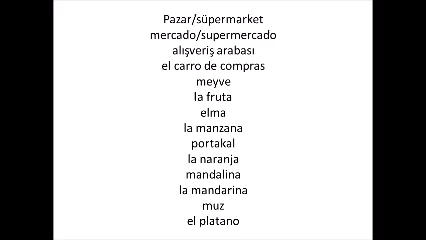 Pazar/süpermarket
mercado/supermercado
alışveriş arabası
el carro de compras
meyve
la fruta
elma
la manzana
portakal
la naranja
mandalina
la mandarina
muz
el platano